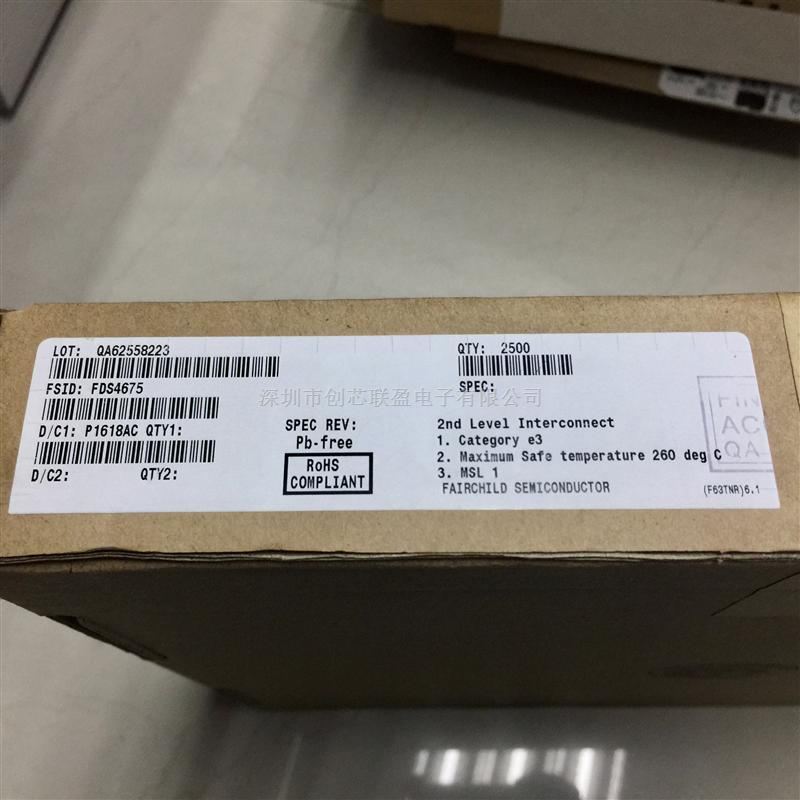 LOT: QA62558223
QTY: 2500
FSID: FDS4675
SPEC:
深圳市创芯联盈电子有限公司
D/C1: P1618AC QTY1:
SPEC REV:
2nd Level Interconnect
Pb-free
1. Category e3
RoHS
COMPLIANT
2. Maximum Safe temperature 260 deg C
D/C2: QTY2:
3. MSL 1
FAIRCHILD SEMICONDUCTOR
(F63TNR)6.1
AC
QA